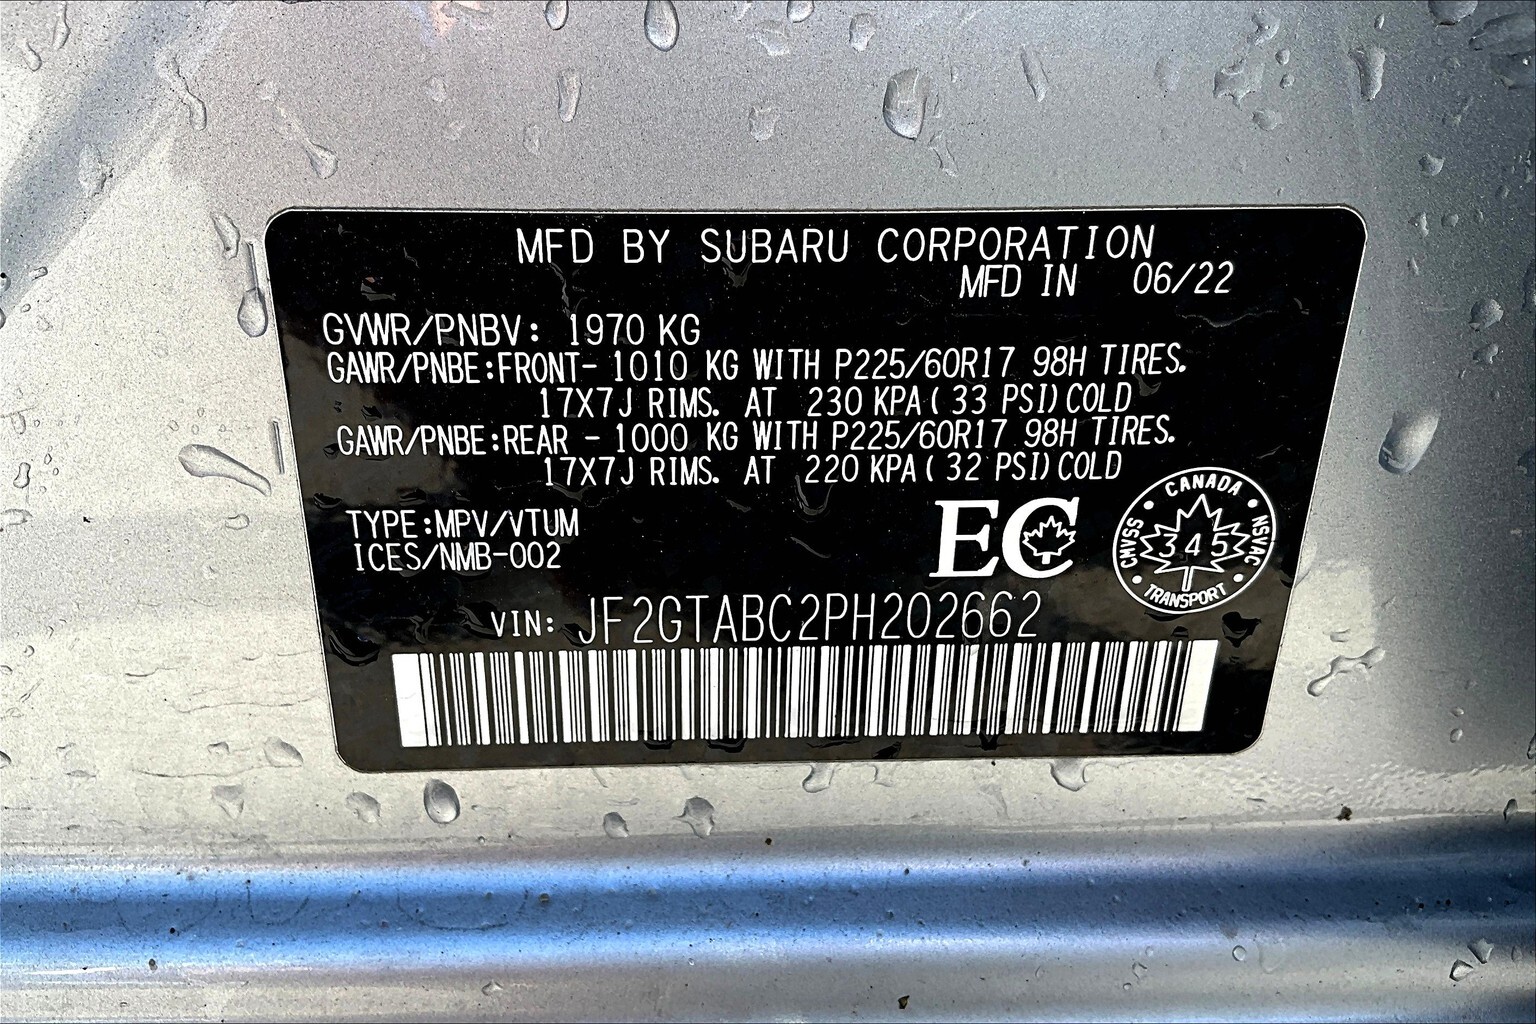 MFD BY SUBARU CORPORATION
MFD IN 06/22
GVWR/PNBV: 1970 KG
GAWR/PNBE:FRONT- 1010 KG WITH P225/60R17 98H TIRES.
17X7J RIMS. AT 230 KPA(33 PSI)COLD
GAWR/PNBE:REAR - 1000 KG WITH P225/60R17 98H TIRES.
17X7J RIMS. AT 220 KPA(32 PSI)COLD
TYPE:MPV/VTUM
ICES/NMB-002
EC
CANADA
CMVSS
345
NSVAC
TRANSPORT
VIN: JF2GTABC2PH202662